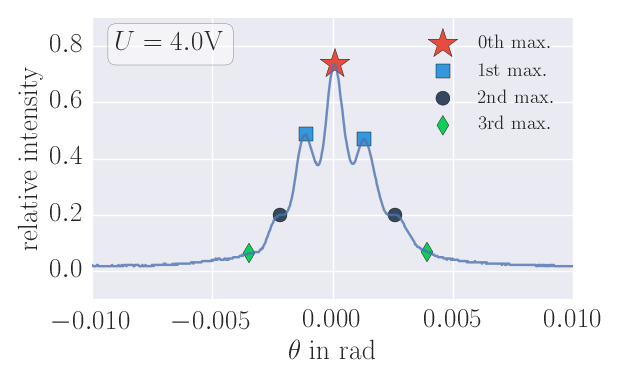 U = 4.0V
0th max.
1st max.
2nd max.
3rd max.
relative intensity
0.8
0.6
0.4
0.2
0.0
−0.010 −0.005 0.000 0.005 0.010
θ in rad